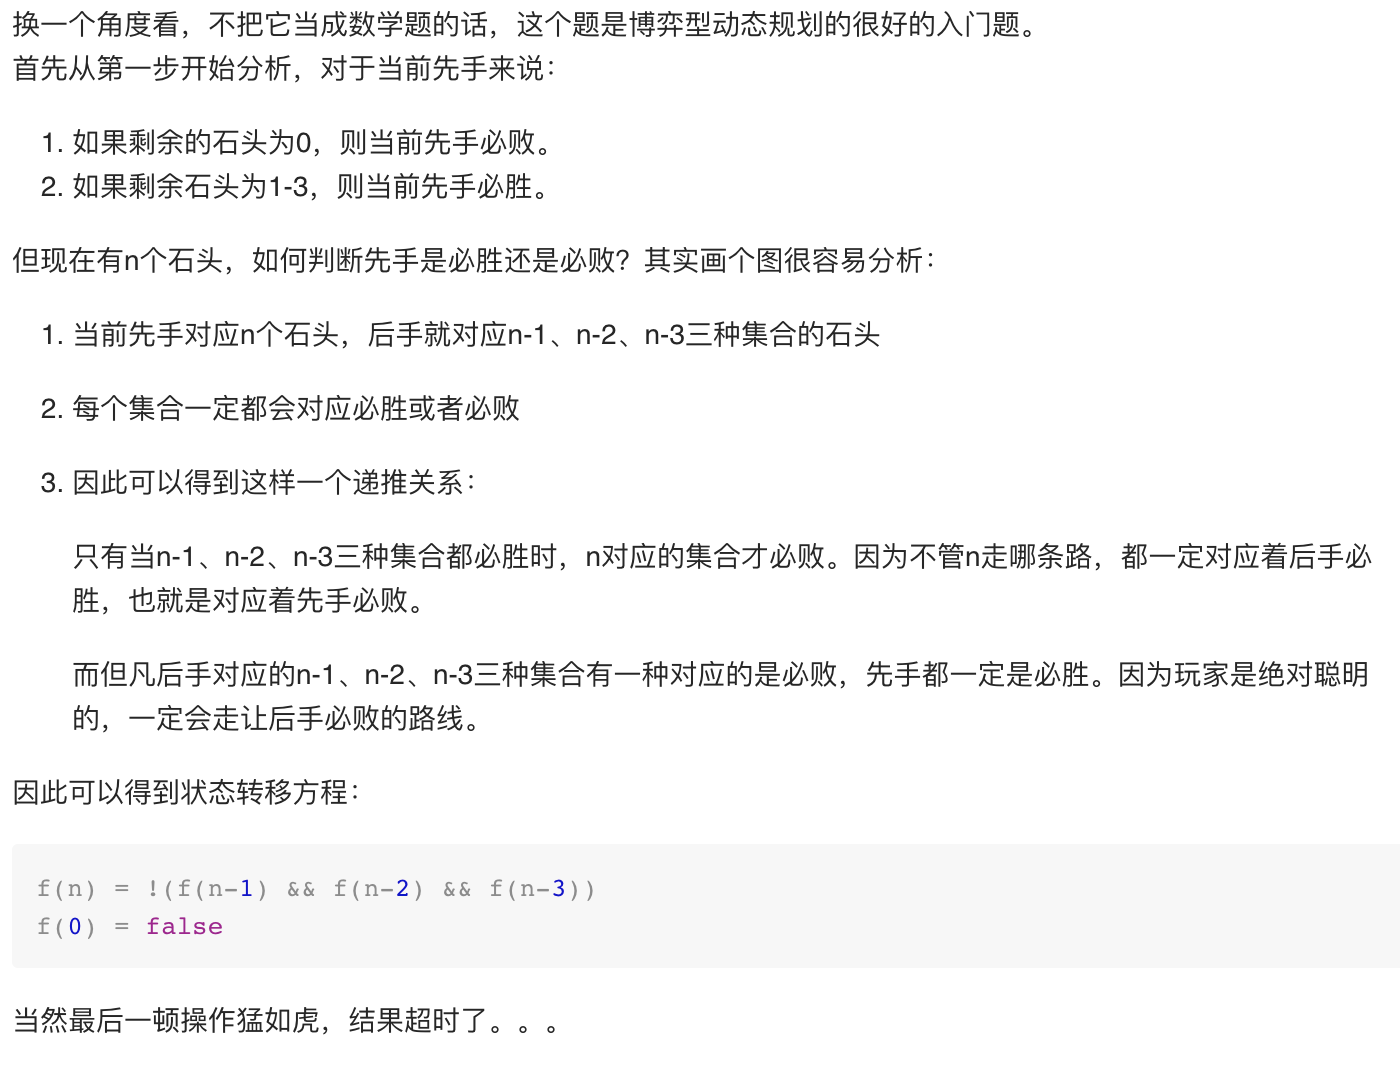 换一个角度看，不把它当成数学题的话，这个题是博弈型动态规划的很好的入门题。
首先从第一步开始分析，对于当前先手来说：
1. 如果剩余的石头为0，则当前先手必败。
2. 如果剩余石头为1-3，则当前先手必胜。
但现在有n个石头，如何判断先手是必胜还是必败？其实画个图很容易分析：
1. 当前先手对应n个石头，后手就对应n-1、n-2、n-3三种集合的石头
2. 每个集合一定都会对应必胜或者必败
3. 因此可以得到这样一个递推关系：
只有当n-1、n-2、n-3三种集合都必胜时，n对应的集合才必败。因为不管n走哪条路，都一定对应着后手必
胜，也就是对应着先手必败。
而但凡后手对应的n-1、n-2、n-3三种集合有一种对应的是必败，先手都一定是必胜。因为玩家是绝对聪明
的，一定会走让后手必败的路线。
因此可以得到状态转移方程：
f(n) = !(f(n-1) && f(n-2) && f(n-3))
f(0) = false
当然最后一顿操作猛如虎，结果超时了。。。